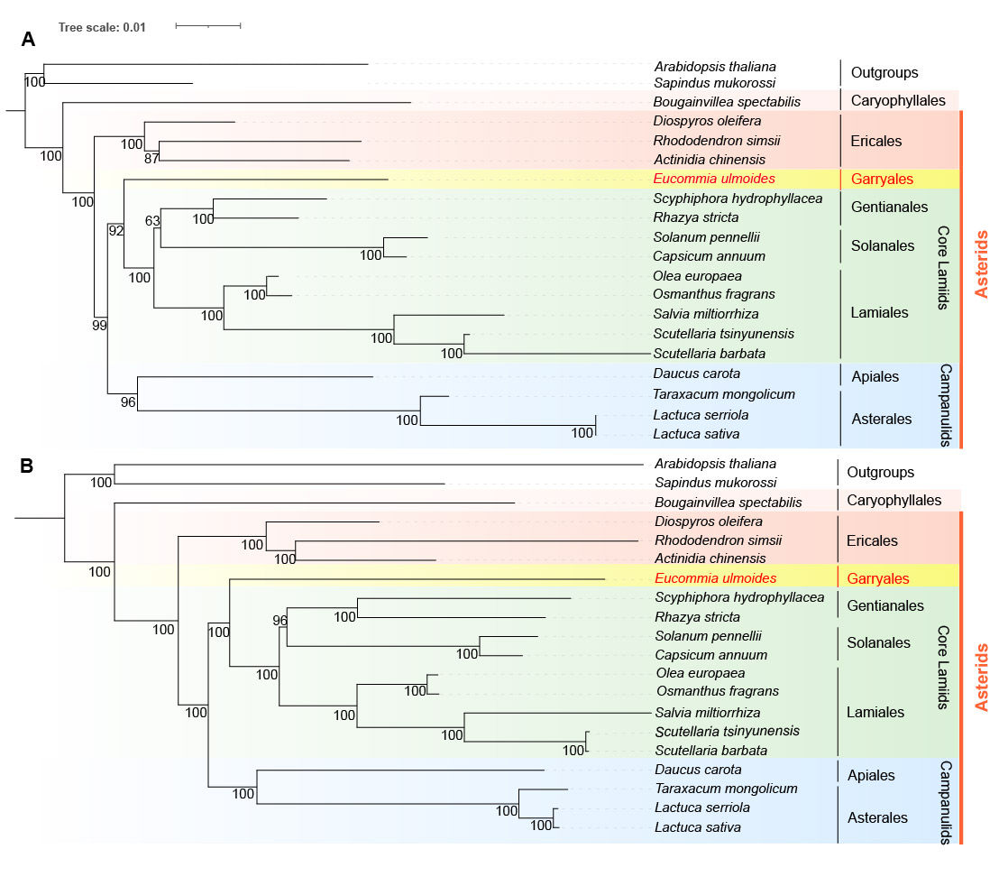 Tree scale: 0.01
A
Arabidopsis thaliana
Sapindus mukorossi
Outgroups
100
Bougainvillea spectabilis
Caryophyllales
100
Diospyros oleifera
Rhododendron simsii
Actinidia chinensis
Ericales
100
87
100
Eucommia ulmoides
Garryales
92
Scyphiphora hydrophyllacea
Rhazya stricta
Gentianales
63
100
Solanum pennellii
Capsicum annuum
Solanales
100
100
Olea europaea
Osmanthus fragrans
Salvia miltiorrhiza
Scutellaria tsinyunensis
Scutellaria barbata
Lamiales
100
100
100
100
99
Core Lamiids
Asterids
Daucus carota
Apiales
96
Taraxacum mongolicum
Lactuca serriola
Lactuca sativa
Asterales
100
100
Campanulids
B
Arabidopsis thaliana
Sapindus mukorossi
Outgroups
100
Bougainvillea spectabilis
Caryophyllales
100
Diospyros oleifera
Rhododendron simsii
Actinidia chinensis
Ericales
100
100
100
Eucommia ulmoides
Garryales
100
Scyphiphora hydrophyllacea
Rhazya stricta
Gentianales
96
100
Solanum pennellii
Capsicum annuum
Solanales
100
100
Olea europaea
Osmanthus fragrans
Salvia miltiorrhiza
Scutellaria tsinyunensis
Scutellaria barbata
Lamiales
100
100
100
100
100
Core Lamiids
Asterids
Daucus carota
Apiales
100
Taraxacum mongolicum
Lactuca serriola
Lactuca sativa
Asterales
100
100
Campanulids